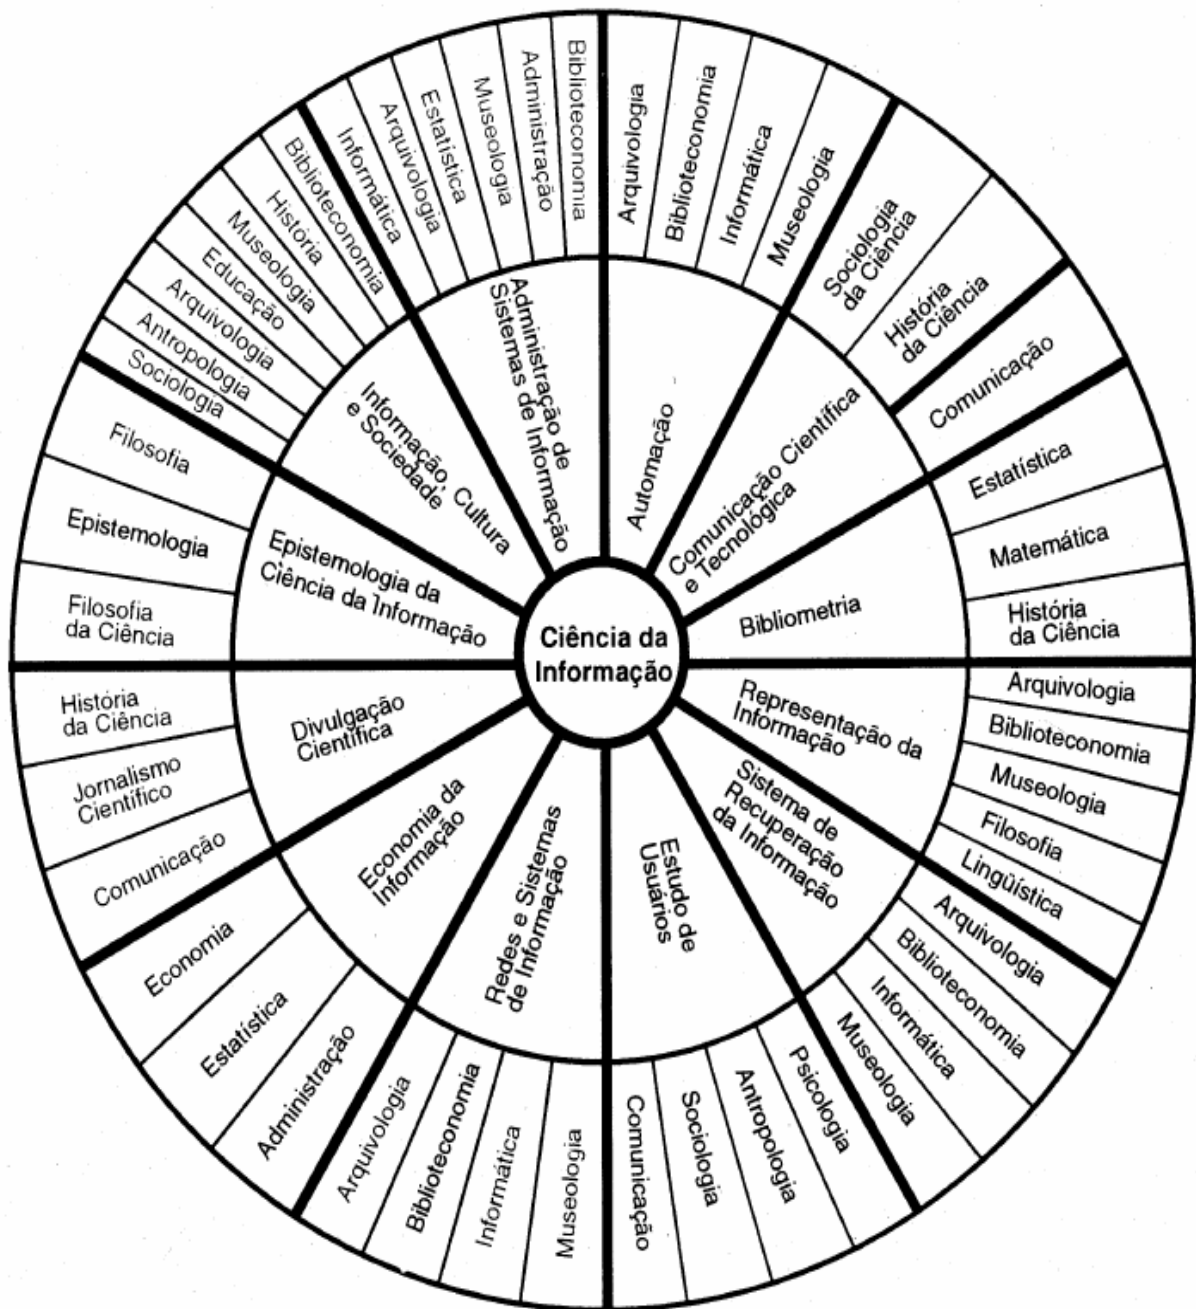 Ciência da
Informação
Automação
Arquivologia
Biblioteconomia
Informática
Museologia
Comunicação Científica
e Tecnológica
Sociologia
da Ciência
História
da Ciência
Comunicação
Bibliometria
Estatística
Matemática
História
da Ciência
Representação da
Informação
Arquivologia
Biblioteconomia
Museologia
Filosofia
Lingüística
Sistema de
Recuperação
da Informação
Arquivologia
Biblioteconomia
Informática
Museologia
Estudo de
Usuários
Psicologia
Antropologia
Sociologia
Comunicação
Redes e Sistemas
de Informação
Museologia
Informática
Biblioteconomia
Arquivologia
Economia da
Informação
Administração
Estatística
Economia
Divulgação
Científica
Comunicação
Jornalismo
Científico
História
da Ciência
Epistemologia da
Ciência da Informação
Filosofia
da Ciência
Epistemologia
Filosofia
Informação, Cultura
e Sociedade
Sociologia
Antropologia
Arquivologia
Educação
Museologia
História
Biblioteconomia
Administração de
Sistemas de Informação
Informática
Arquivologia
Estatística
Museologia
Administração
Biblioteconomia